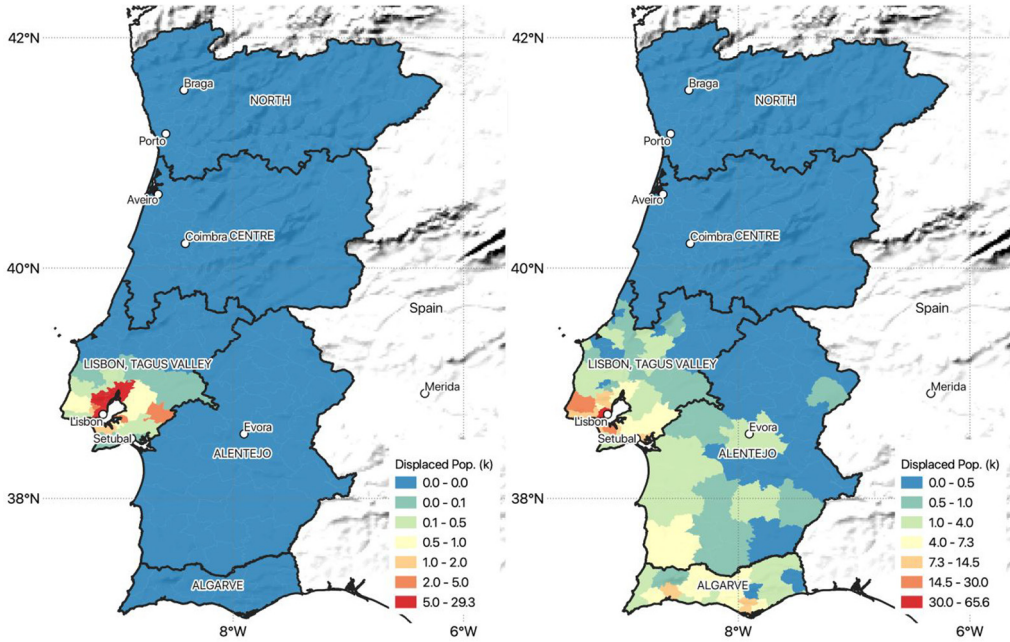 42°N
Braga
NORTH
Porto
Aveiro
Coimbra CENTRE
40°N
Spain
LISBON, TAGUS VALLEY
Merida
Lisbon
Setubal
Evora
ALENTEJO
Displaced Pop. (k)
0.0 - 0.0
0.0 - 0.1
0.1 - 0.5
0.5 - 1.0
1.0 - 2.0
2.0 - 5.0
5.0 - 29.3
38°N
ALGARVE
8°W
6°W
42°N
Braga
NORTH
Porto
Aveiro
Coimbra CENTRE
40°N
Spain
LISBON, TAGUS VALLEY
Merida
Lisbon
Setubal
Evora
ALENTEJO
Displaced Pop. (k)
0.0 - 0.5
0.5 - 1.0
1.0 - 4.0
4.0 - 7.3
7.3 - 14.5
14.5 - 30.0
30.0 - 65.6
38°N
ALGARVE
8°W
6°W